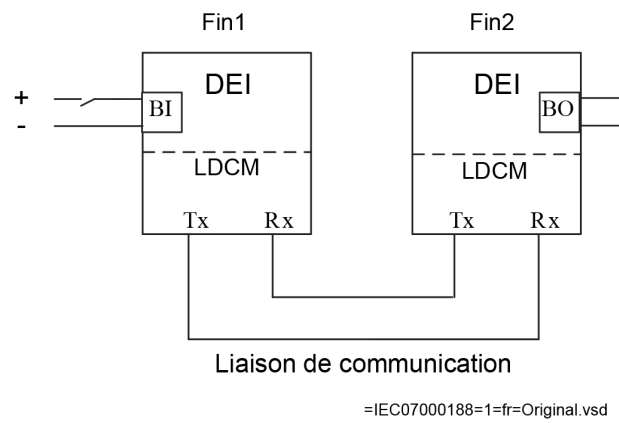 Fin1 Fin2
DEI DEI
+ BI BO
-
LDCM LDCM
Tx Rx Tx Rx
Liaison de communication
=IEC07000188=1=fr=Original.vsd